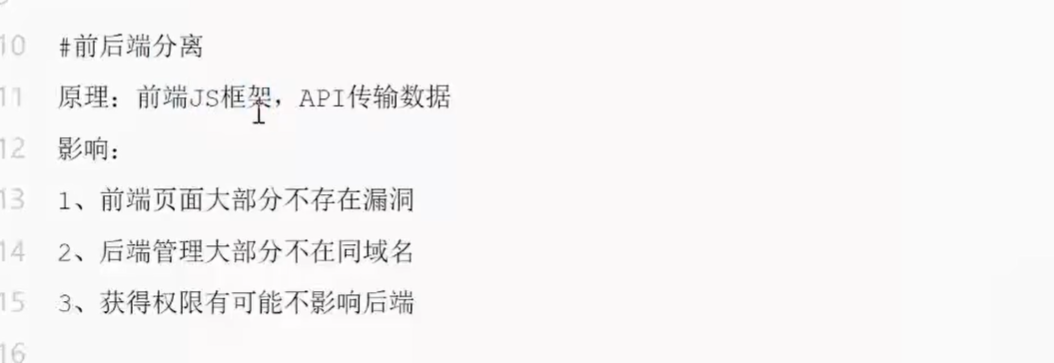 10 #前后端分离
11 原理：前端JS框架，API传输数据
12 影响：
13 1、前端页面大部分不存在漏洞
14 2、后端管理大部分不在同域名
15 3、获得权限有可能不影响后端
16